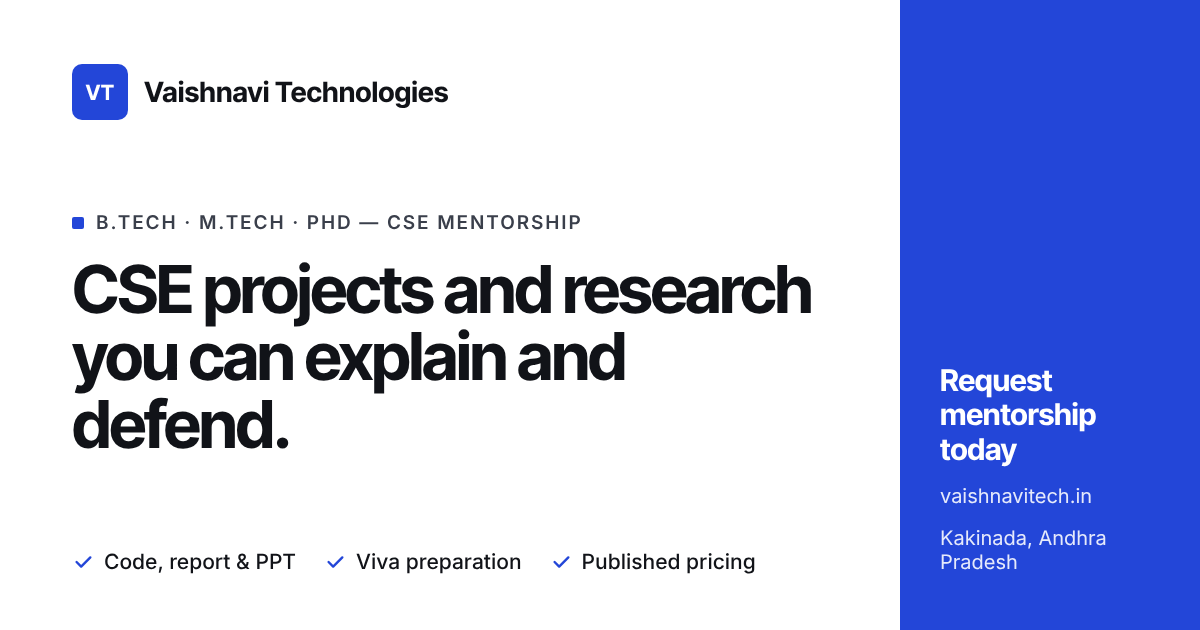 VT
Vaishnavi Technologies
B.TECH · M.TECH · PHD — CSE MENTORSHIP
CSE projects and research
you can explain and
defend.
Code, report & PPT
Viva preparation
Published pricing
Request
mentorship
today
vaishnavitech.in
Kakinada, Andhra
Pradesh